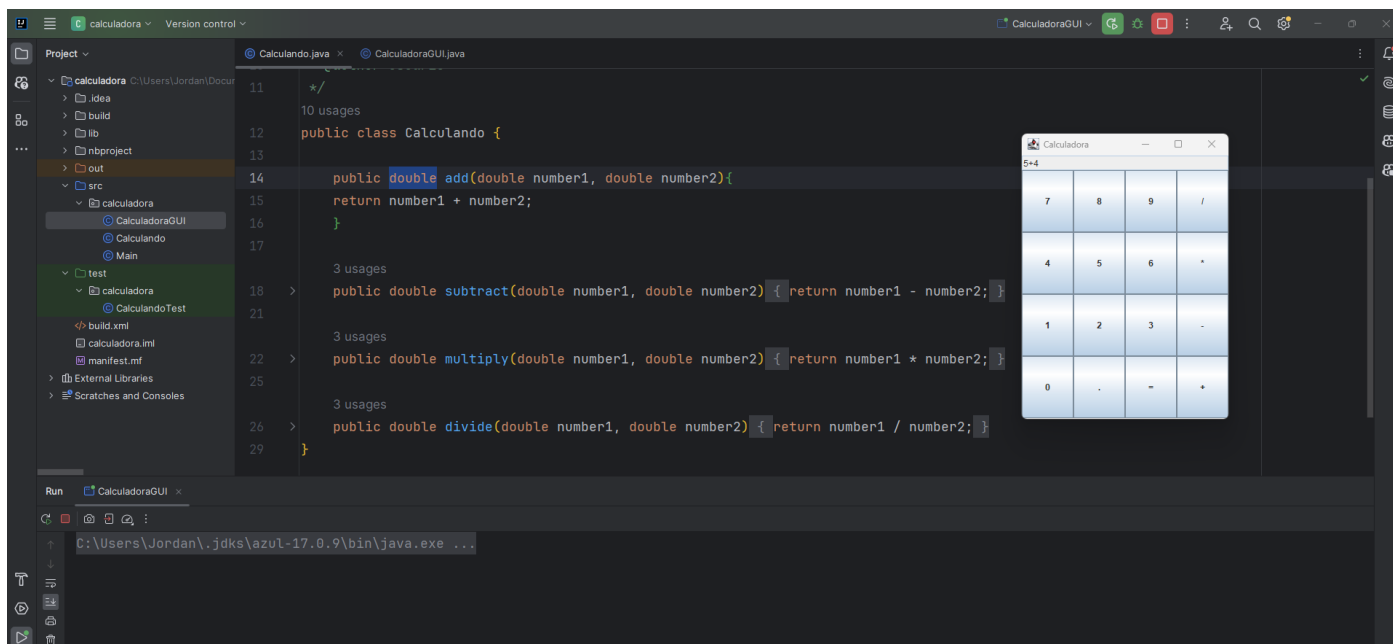 calculadora Version control CalculadoraGUI
Project
Calculando.java CalculadoraGUI.java
calculadora C:\Users\Jordan\Docur
.idea
build
lib
nbproject
out
src
calculadora
CalculadoraGUI
Calculando
Main
test
calculadora
CalculandoTest
build.xml
calculadora.iml
manifest.mf
External Libraries
Scratches and Consoles
11 */
10 usages
12 public class Calculando {
13
14 public double add(double number1, double number2){
15 return number1 + number2;
16 }
17
3 usages
18 public double subtract(double number1, double number2) { return number1 - number2; }
21
3 usages
22 public double multiply(double number1, double number2) { return number1 * number2; }
25
3 usages
26 public double divide(double number1, double number2) { return number1 / number2; }
29 }
Calculadora
5+4
7 8 9 /
4 5 6 *
1 2 3 -
0 . = +
Run CalculadoraGUI
C:\Users\Jordan\.jdks\azul-17.0.9\bin\java.exe ...